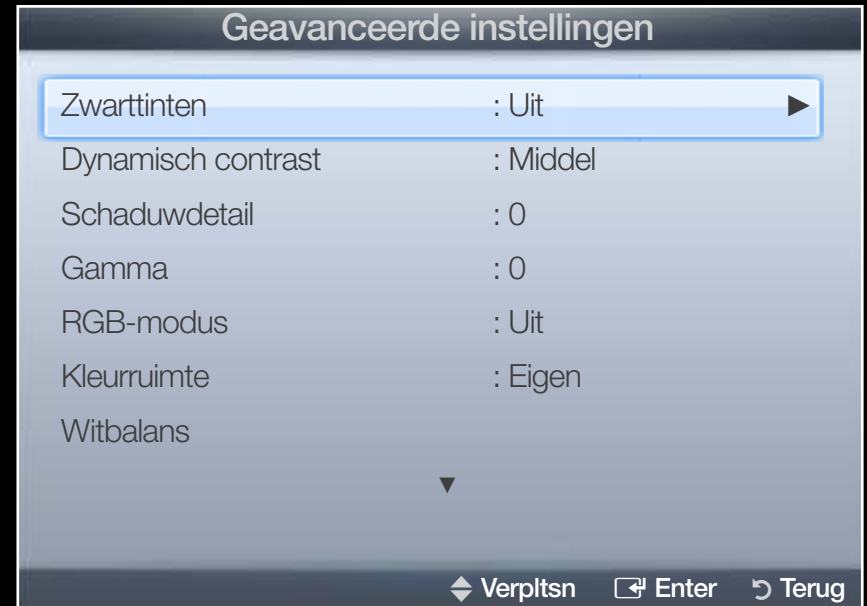 Geavanceerde instellingen
Zwarttinten : Uit ►
Dynamisch contrast : Middel
Schaduwdetail : 0
Gamma : 0
RGB-modus : Uit
Kleurruimte : Eigen
Witbalans
▼
Verpltsn Enter Terug